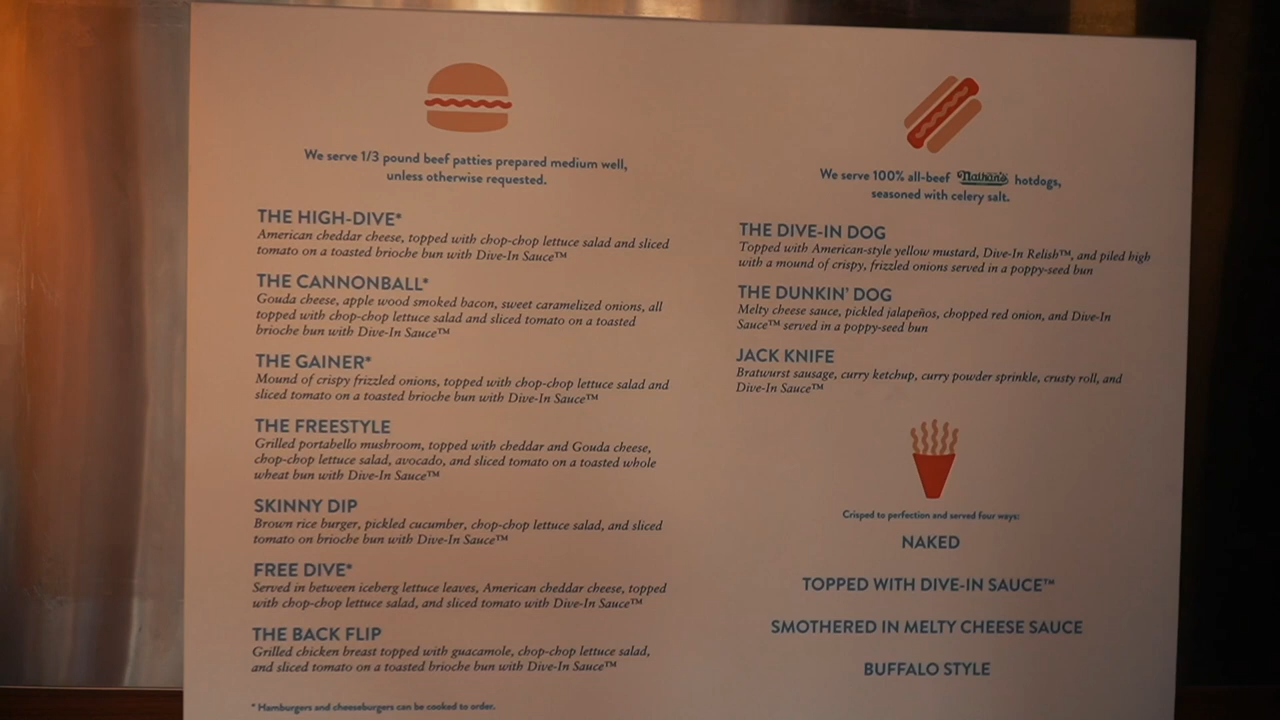 We serve 1/3 pound beef patties prepared medium well,
unless otherwise requested.
THE HIGH-DIVE*
American cheddar cheese, topped with chop-chop lettuce salad and sliced
tomato on a toasted brioche bun with Dive-In Sauce™
THE CANNONBALL*
Gouda cheese, apple wood smoked bacon, sweet caramelized onions, all
topped with chop-chop lettuce salad and sliced tomato on a toasted
brioche bun with Dive-In Sauce™
THE GAINER*
Mound of crispy frizzled onions, topped with chop-chop lettuce salad and
sliced tomato on a toasted brioche bun with Dive-In Sauce™
THE FREESTYLE
Grilled portabello mushroom, topped with cheddar and Gouda cheese,
chop-chop lettuce salad, avocado, and sliced tomato on a toasted whole
wheat bun with Dive-In Sauce™
SKINNY DIP
Brown rice burger, pickled cucumber, chop-chop lettuce salad, and sliced
tomato on brioche bun with Dive-In Sauce™
FREE DIVE*
Served in between iceberg lettuce leaves, American cheddar cheese, topped
with chop-chop lettuce salad, and sliced tomato with Dive-In Sauce™
THE BACK FLIP
Grilled chicken breast topped with guacamole, chop-chop lettuce salad,
and sliced tomato on a toasted brioche bun with Dive-In Sauce™
* Hamburgers and cheeseburgers can be cooked to order.
We serve 100% all-beef Nathan's hotdogs,
seasoned with celery salt.
THE DIVE-IN DOG
Topped with American-style yellow mustard, Dive-In Relish™, and piled high
with a mound of crispy, frizzled onions served in a poppy-seed bun
THE DUNKIN' DOG
Melty cheese sauce, pickled jalapeños, chopped red onion, and Dive-In
Sauce™ served in a poppy-seed bun
JACK KNIFE
Bratwurst sausage, curry ketchup, curry powder sprinkle, crusty roll, and
Dive-In Sauce™
Crisped to perfection and served four ways:
NAKED
TOPPED WITH DIVE-IN SAUCE™
SMOTHERED IN MELTY CHEESE SAUCE
BUFFALO STYLE